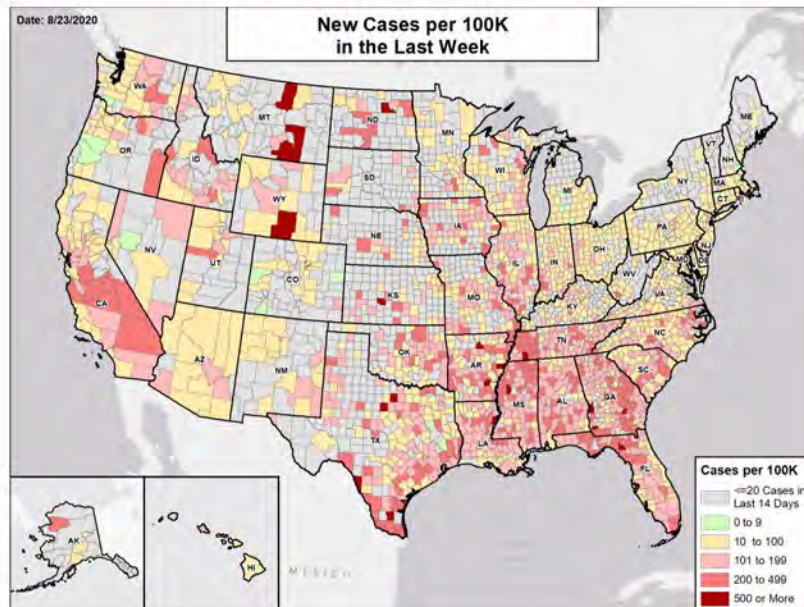 Date: 8/23/2020
New Cases per 100K
in the Last Week
WA
MT
ND
MN
ME
OR
ID
WY
SD
WI
MI
VT
NH
NY
MA
CT
RI
NV
UT
CO
NE
IA
IL
IN
OH
PA
NJ
MD
DE
WV
VA
CA
KS
MO
KY
NC
TN
AZ
NM
OK
AR
SC
MS
AL
GA
TX
LA
FL
AK
HI
MEXICO
Cases per 100K
<=20 Cases in
Last 14 Days
0 to 9
10 to 100
101 to 199
200 to 499
500 or More